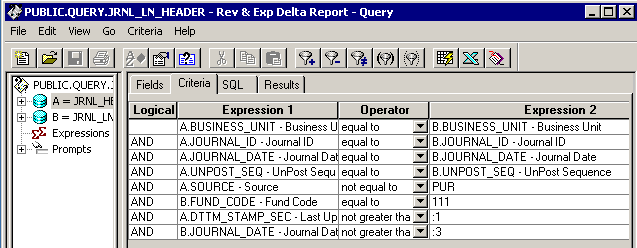 PUBLIC.QUERY.JRNL_LN_HEADER - Rev & Exp Delta Report - Query
File Edit View Go Criteria Help
PUBLIC.QUERY.J
A = JRNL_HE
B = JRNL_LN
Expressions
Prompts
Fields Criteria SQL Results
Logical Expression 1 Operator Expression 2
A.BUSINESS_UNIT - Business U equal to B.BUSINESS_UNIT - Business Unit
AND A.JOURNAL_ID - Journal ID equal to B.JOURNAL_ID - Journal ID
AND A.JOURNAL_DATE - Journal Dat equal to B.JOURNAL_DATE - Journal Date
AND A.UNPOST_SEQ - UnPost Sequ equal to B.UNPOST_SEQ - UnPost Sequence
AND A.SOURCE - Source not equal to PUR
AND B.FUND_CODE - Fund Code equal to 111
AND A.DTTM_STAMP_SEC - Last Up not greater tha :1
AND B.JOURNAL_DATE - Journal Dat not greater tha :3